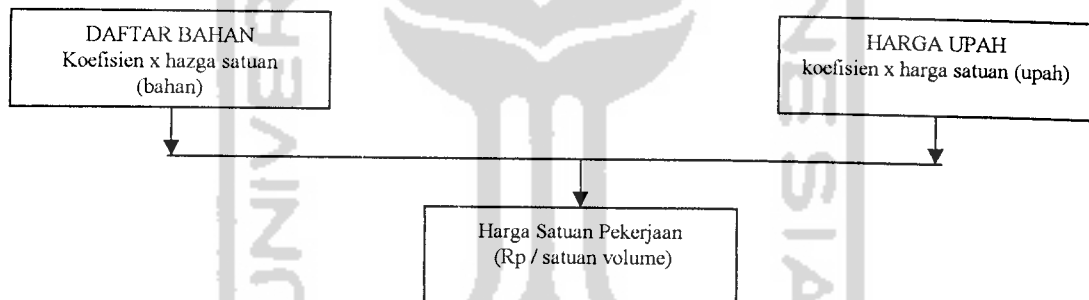 DAFTAR BAHAN
Koefisien x hazga satuan
(bahan)
HARGA UPAH
koefisien x harga satuan (upah)
Harga Satuan Pekerjaan
(Rp / satuan volume)